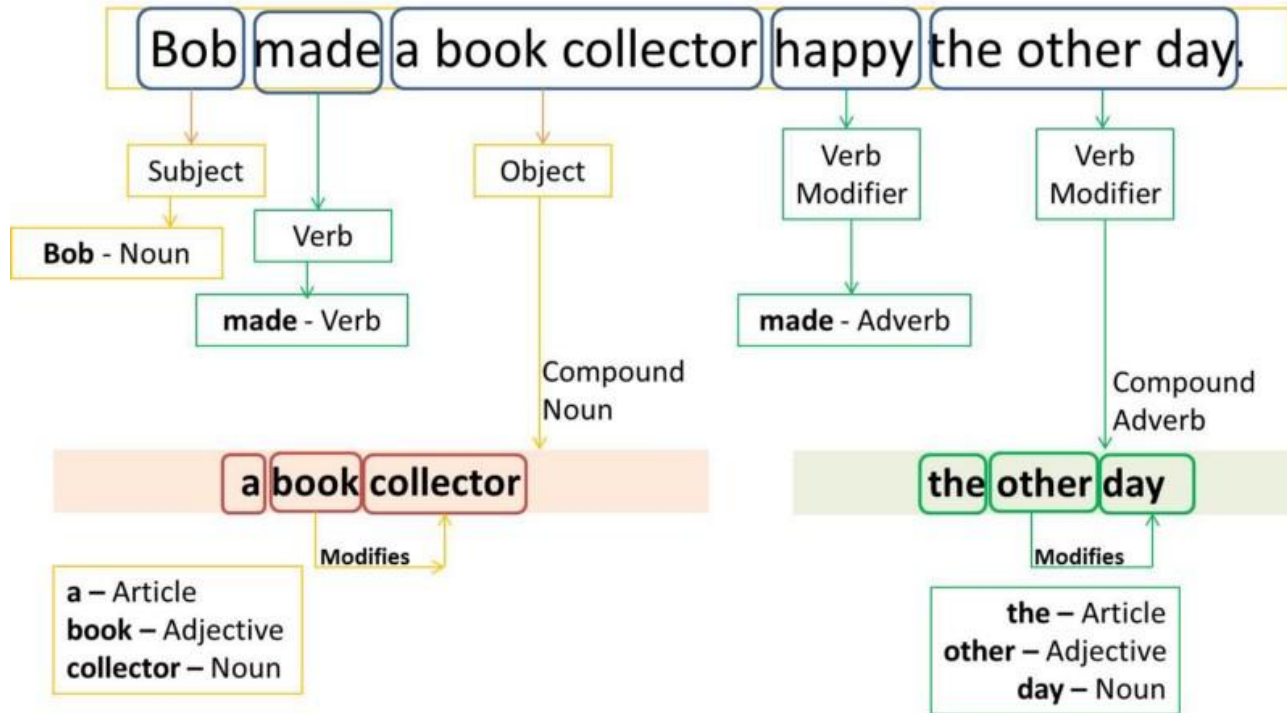 Bob made a book collector happy the other day.
Subject
Object
Verb
Modifier
Verb
Modifier
Verb
Bob - Noun
made - Verb
made - Adverb
Compound
Noun
Compound
Adverb
a book collector
the other day
Modifies
Modifies
a – Article
book – Adjective
collector – Noun
the – Article
other – Adjective
day – Noun